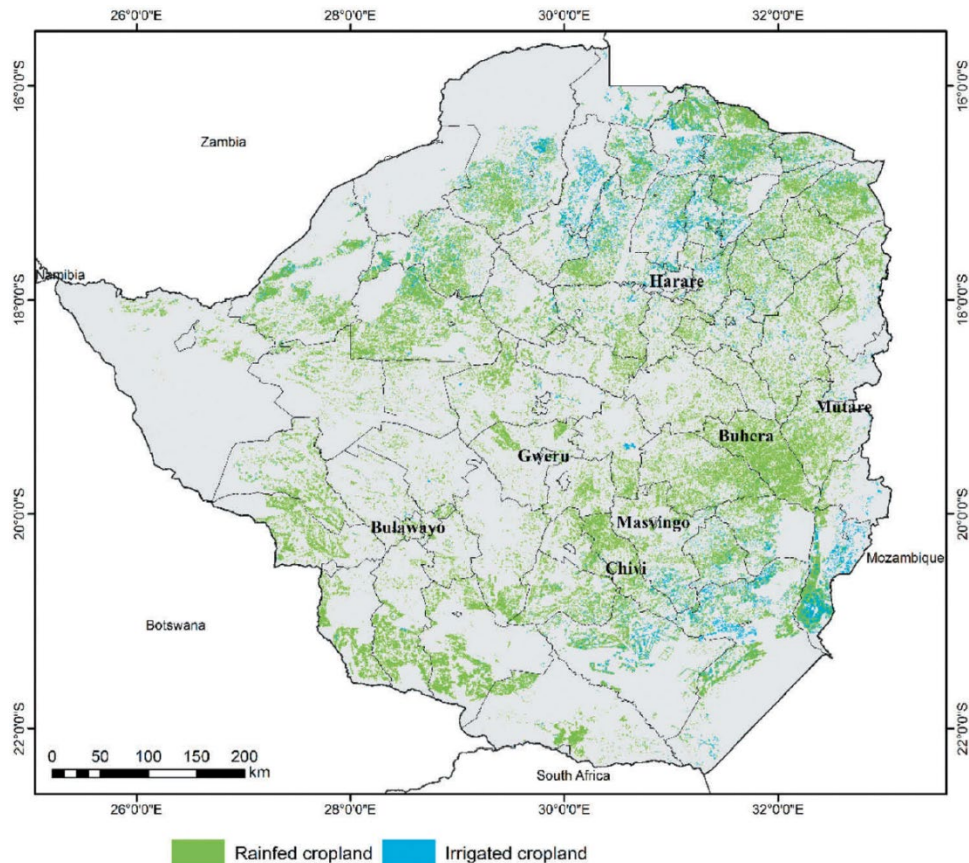 26°0'0"E 28°0'0"E 30°0'0"E 32°0'0"E
16°0'0"S 16°0'0"S
Zambia
Namibia
Harare
18°0'0"S 18°0'0"S
Mutare
Buhera
Gweru
20°0'0"S 20°0'0"S
Bulawayo
Masvingo
Mozambique
Chivi
Botswana
22°0'0"S 22°0'0"S
0 50 100 150 200
km
South Africa
26°0'0"E 28°0'0"E 30°0'0"E 32°0'0"E
Rainfed cropland Irrigated cropland